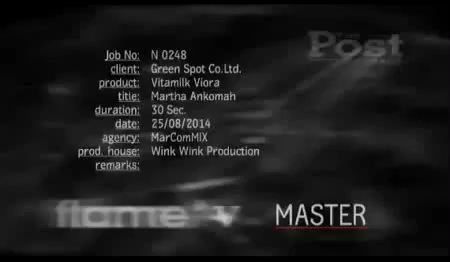 Post
Job No: N 0248
client: Green Spot Co.Ltd.
product: Vitamilk Viora
title: Martha Ankomah
duration: 30 Sec.
date: 25/08/2014
agency: MarComMIX
prod. house: Wink Wink Production
remarks:
flame*v MASTER